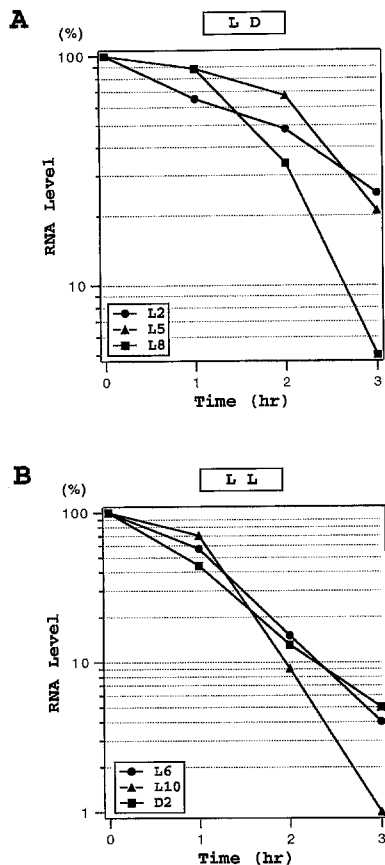 A
L D
(%)
100
10
RNA Level
L2
L5
L8
0 1 2 3
Time (hr)
B
L L
(%)
100
10
1
RNA Level
L6
L10
D2
0 1 2 3
Time (hr)